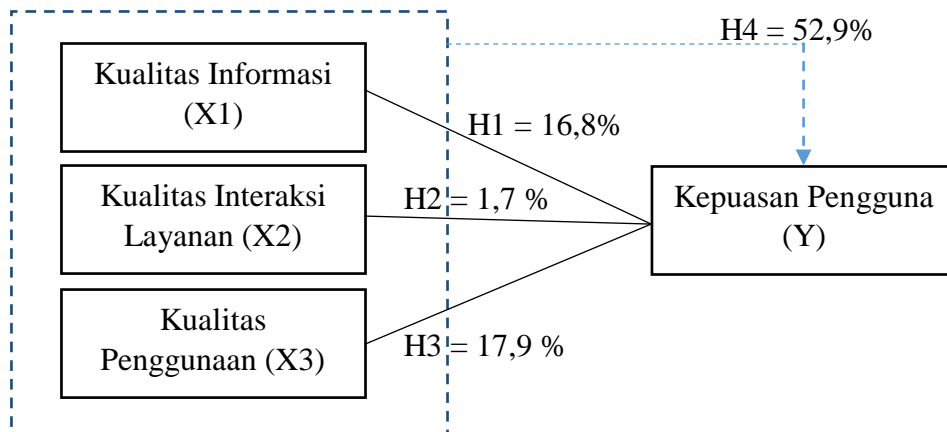 H4 = 52,9%
Kualitas Informasi
(X1)
H1 = 16,8%
Kualitas Interaksi
Layanan (X2)
H2 = 1,7 %
Kepuasan Pengguna
(Y)
Kualitas
Penggunaan (X3)
H3 = 17,9 %